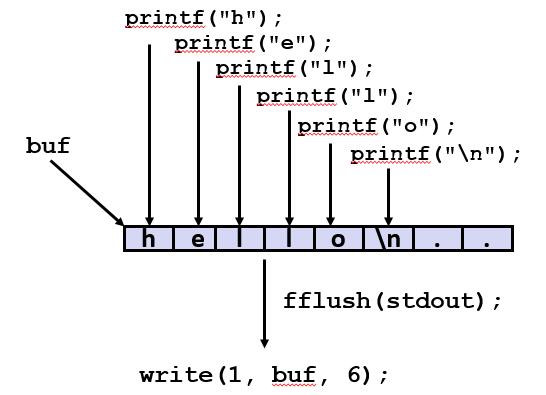 printf("h");
printf("e");
printf("l");
printf("l");
printf("o");
printf("\n");
buf
h e l l o \n . .
fflush(stdout);
write(1, buf, 6);